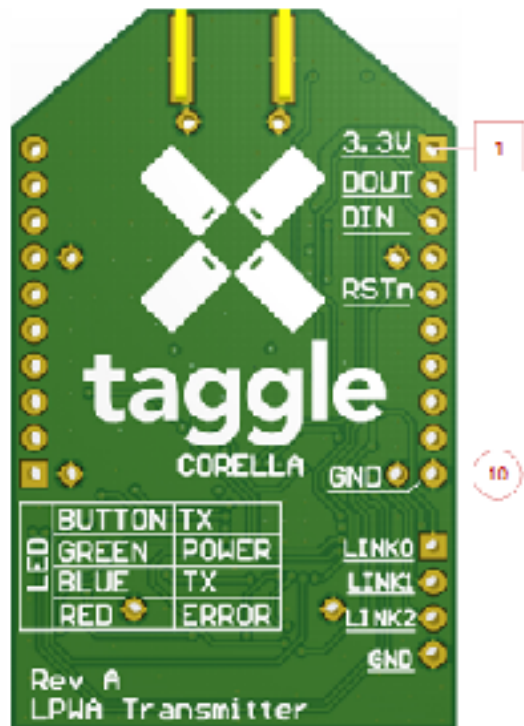 3.3V
1
DOUT
DIN
RSTn
taggle
CORELLA
GND
10
LED
BUTTON TX
GREEN POWER
BLUE TX
RED ERROR
LINK0
LINK1
LINK2
GND
Rev A
LPWA Transmitter